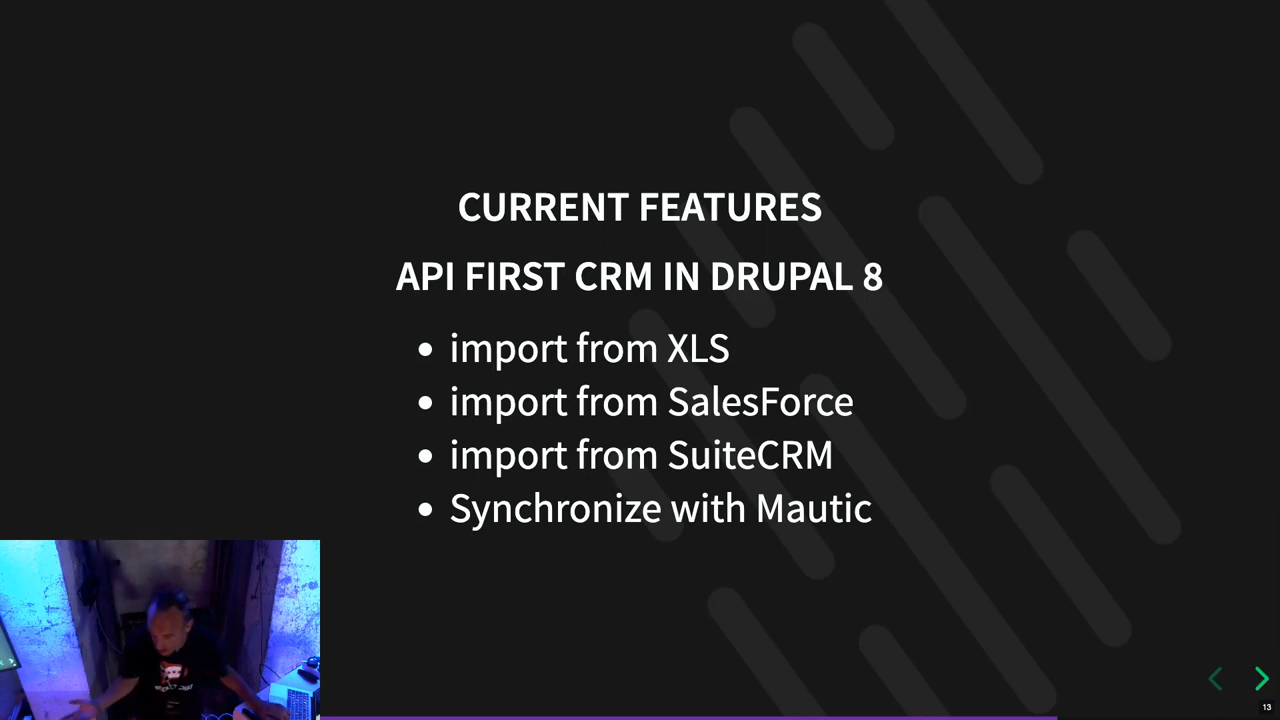 CURRENT FEATURES
API FIRST CRM IN DRUPAL 8
import from XLS
import from SalesForce
import from SuiteCRM
Synchronize with Mautic
13